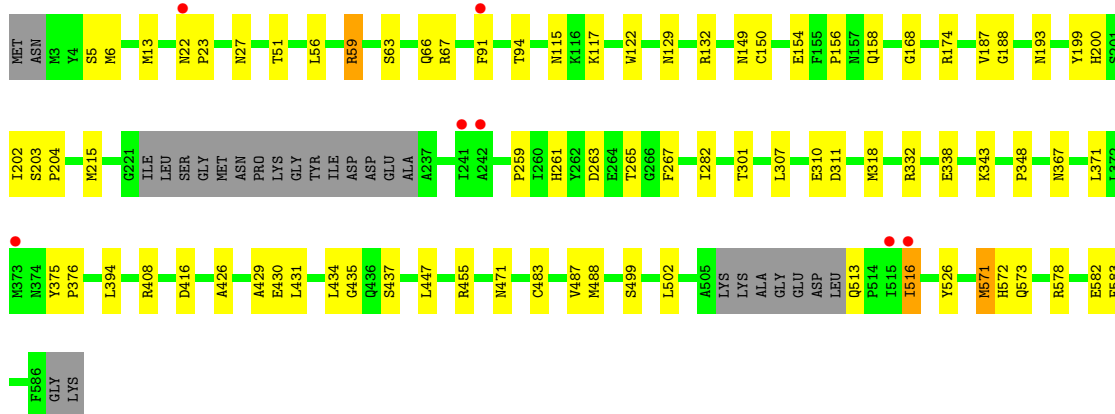 MET ASN M3 Y4 S5 M6 M13 N22 P23 N27 T51 L56 R59 S63 Q66 R67 F91 T94 N115 K116 K117 W122 N129 R132 N149 C150 E154 F155 P156 N157 Q158 G168 R174 V187 G188 N193 Y199 H200 S201
I202 S203 P204 M215 G221 ILE LEU SER GLY MET ASN PRO LYS GLY TYR ILE ASP ASP GLU ALA A237 I241 A242 P259 I260 H261 Y262 D263 E264 T265 G266 F267 I282 T301 L307 E310 D311 M318 R332 E338 K343 P348 N367 L371 L372
M373 N374 Y375 P376 L394 R408 D416 A426 A429 E430 L431 L434 G435 Q436 S437 L447 R455 N471 C483 V487 M488 S499 L502 A505 LYS LYS ALA GLY GLU ASP LEU Q513 P514 I515 I516 Y526 M571 H572 Q573 R578 E582 E583
F586 GLY LYS